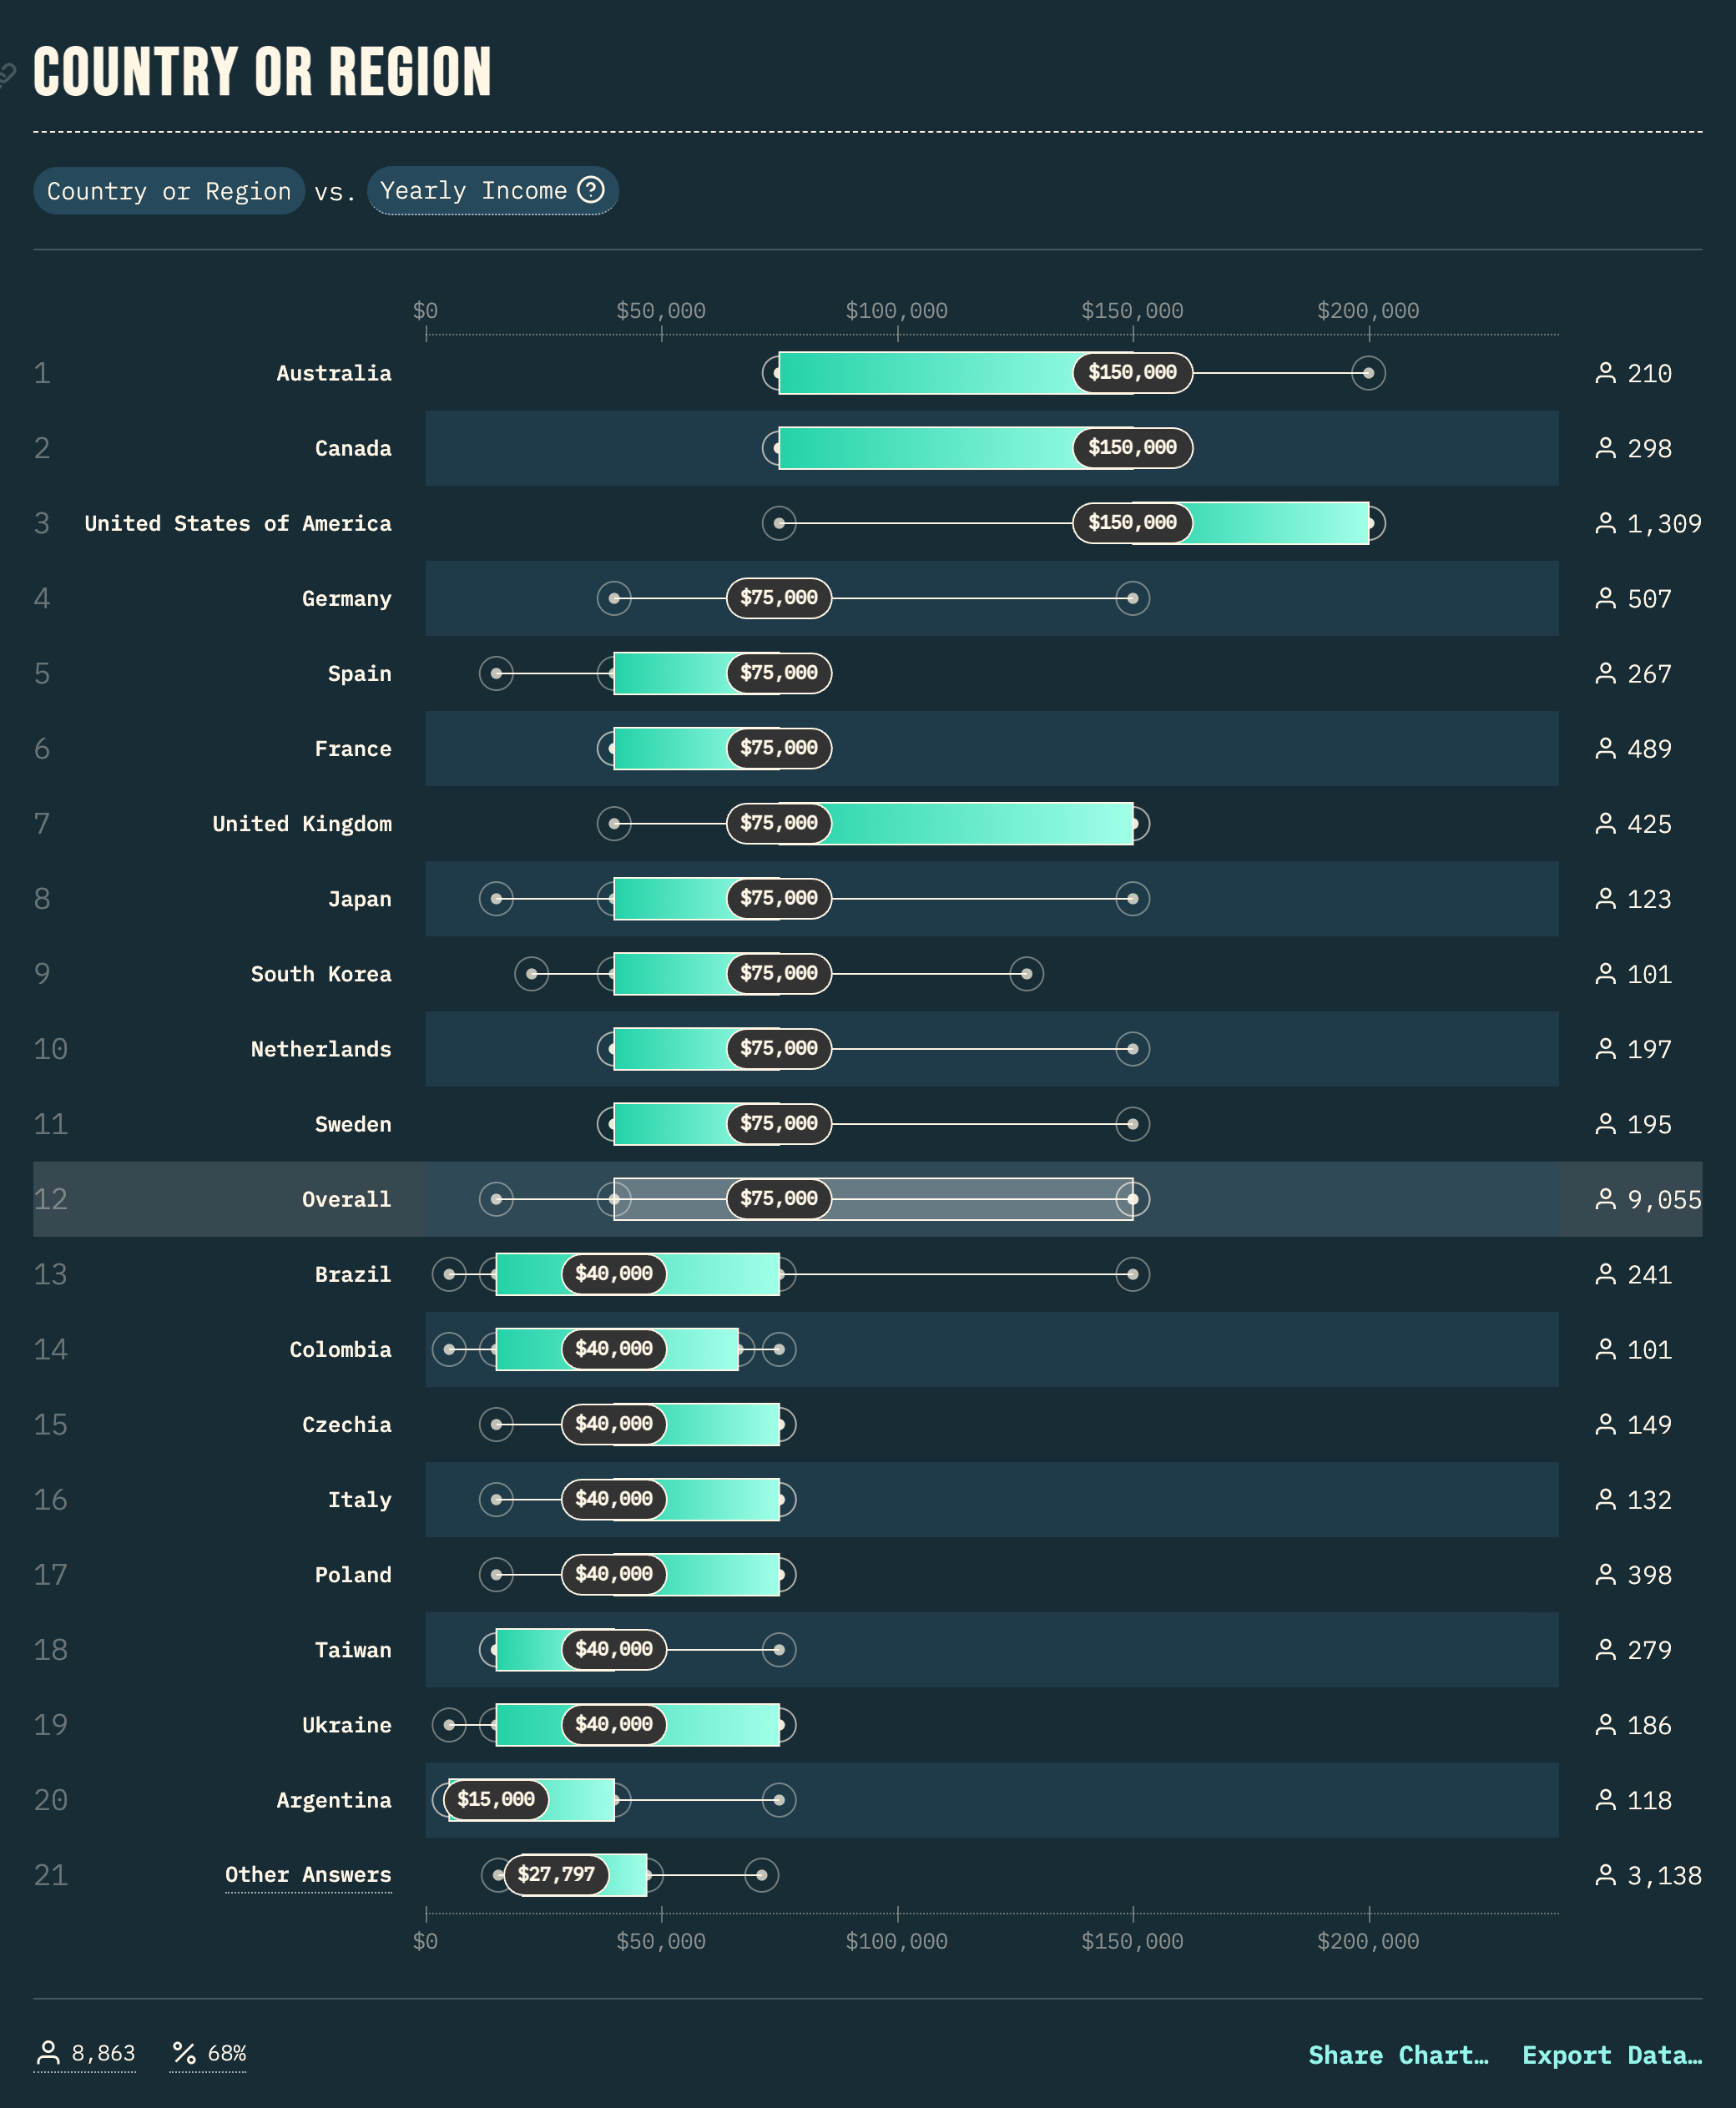 COUNTRY OR REGION
Country or Region vs. Yearly Income ?
$0 $50,000 $100,000 $150,000 $200,000
1 Australia $150,000 210
2 Canada $150,000 298
3 United States of America $150,000 1,309
4 Germany $75,000 507
5 Spain $75,000 267
6 France $75,000 489
7 United Kingdom $75,000 425
8 Japan $75,000 123
9 South Korea $75,000 101
10 Netherlands $75,000 197
11 Sweden $75,000 195
12 Overall $75,000 9,055
13 Brazil $40,000 241
14 Colombia $40,000 101
15 Czechia $40,000 149
16 Italy $40,000 132
17 Poland $40,000 398
18 Taiwan $40,000 279
19 Ukraine $40,000 186
20 Argentina $15,000 118
21 Other Answers $27,797 3,138
$0 $50,000 $100,000 $150,000 $200,000
8,863 % 68% Share Chart… Export Data…